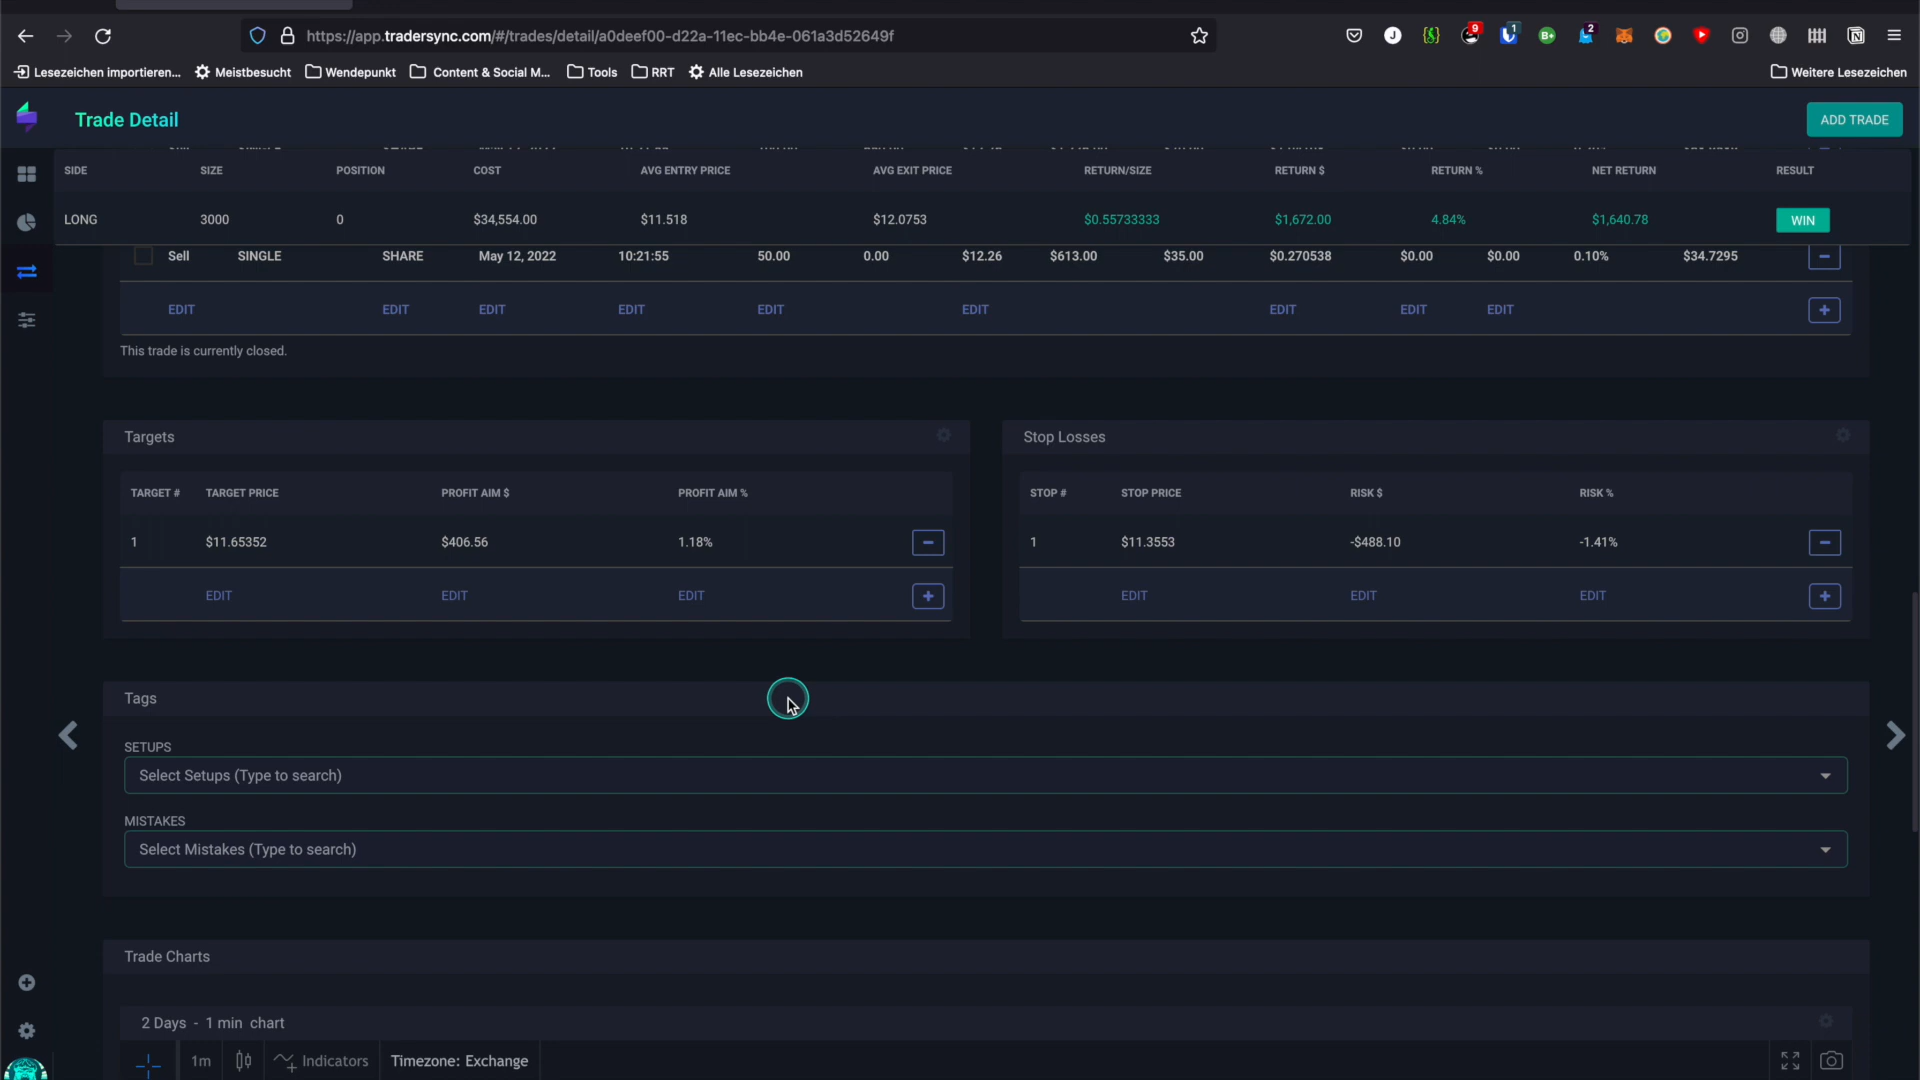 https://app.tradersync.com/#/trades/detail/a0deef00-d22a-11ec-bb4e-061a3d52649f
J 9 1 B+ 2
Lesezeichen importieren... Meistbesucht Wendepunkt Content & Social M... Tools RRT Alle Lesezeichen Weitere Lesezeichen
Trade Detail ADD TRADE
SIDE SIZE POSITION COST AVG ENTRY PRICE AVG EXIT PRICE RETURN/SIZE RETURN $ RETURN % NET RETURN RESULT
LONG 3000 0 $34,554.00 $11.518 $12.0753 $0.55733333 $1,672.00 4.84% $1,640.78 WIN
Sell SINGLE SHARE May 12, 2022 10:21:55 50.00 0.00 $12.26 $613.00 $35.00 $0.270538 $0.00 $0.00 0.10% $34.7295
EDIT EDIT EDIT EDIT EDIT EDIT EDIT EDIT EDIT
This trade is currently closed.
Targets
TARGET # TARGET PRICE PROFIT AIM $ PROFIT AIM %
1 $11.65352 $406.56 1.18%
EDIT EDIT EDIT
Stop Losses
STOP # STOP PRICE RISK $ RISK %
1 $11.3553 -$488.10 -1.41%
EDIT EDIT EDIT
Tags
SETUPS
Select Setups (Type to search)
MISTAKES
Select Mistakes (Type to search)
Trade Charts
2 Days - 1 min chart
1m Indicators Timezone: Exchange